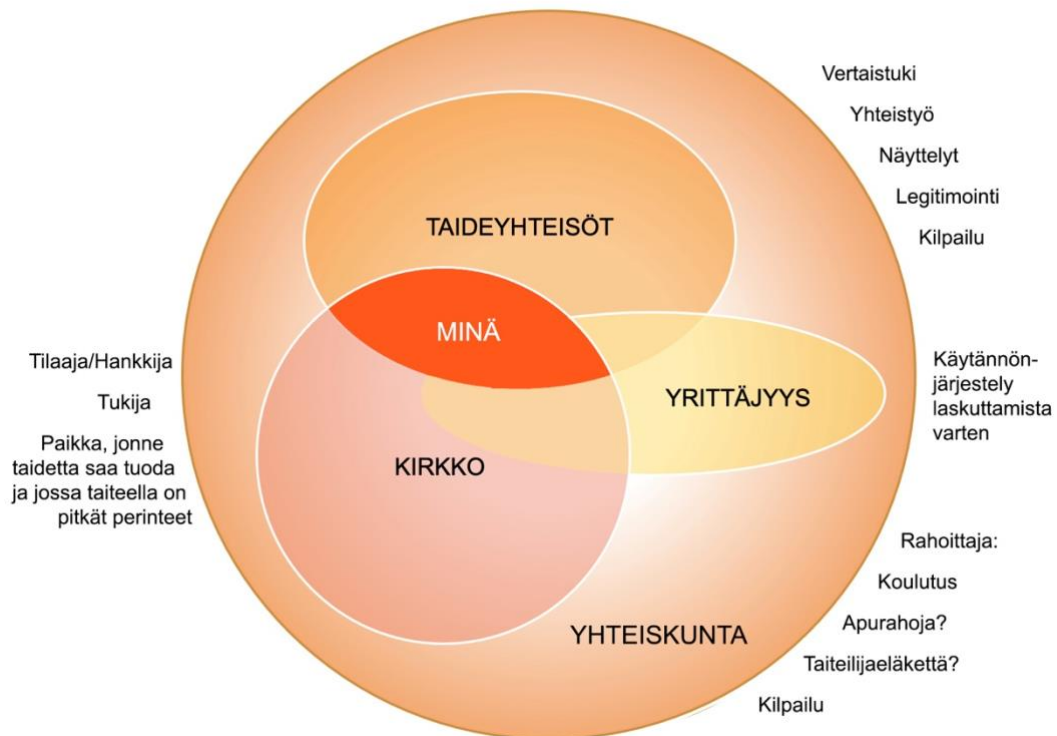 Vertaistuki
Yhteistyö
Näyttelyt
Legitimointi
Kilpailu
TAIDEYHTEISÖT
MINÄ
Tilaaja/Hankkija
Tukija
Paikka, jonne
taidetta saa tuoda
ja jossa taiteella on
pitkät perinteet
YRITTÄJYYS
Käytännön-
järjestely
laskuttamista
varten
KIRKKO
YHTEISKUNTA
Rahoittaja:
Koulutus
Apurahoja?
Taiteilijaeläkettä?
Kilpailu